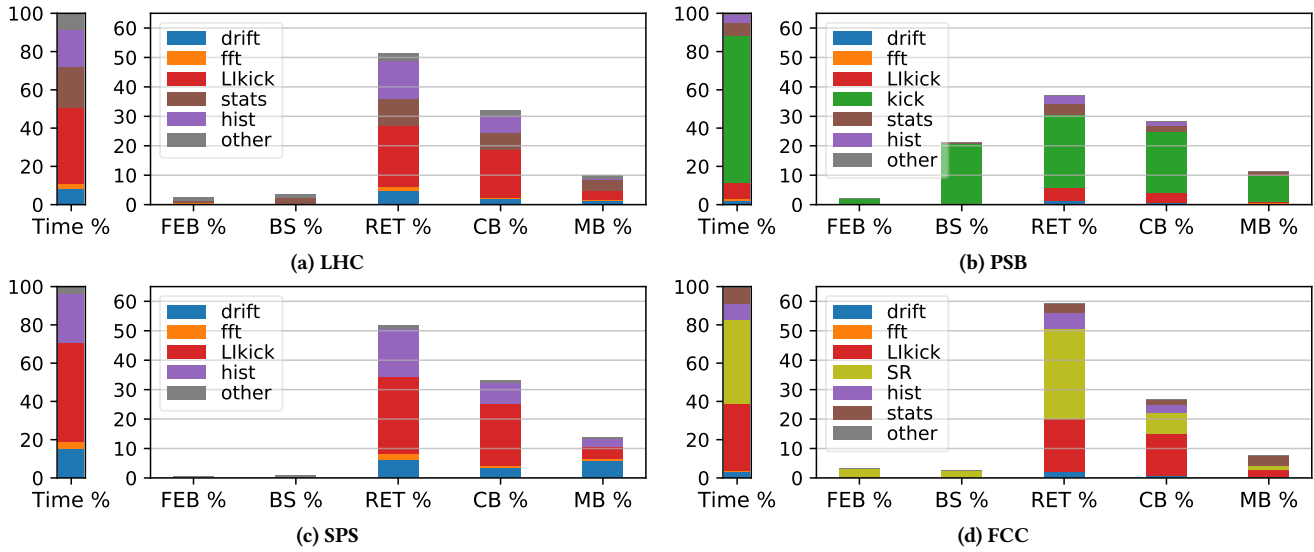 100
80
60
40
20
0
Time %
60
50
40
30
20
10
0
drift
fft
LIkick
stats
hist
other
FEB %
BS %
RET %
CB %
MB %
(a) LHC
100
80
60
40
20
0
Time %
60
50
40
30
20
10
0
drift
fft
LIkick
kick
stats
hist
other
FEB %
BS %
RET %
CB %
MB %
(b) PSB
100
80
60
40
20
0
Time %
60
50
40
30
20
10
0
drift
fft
LIkick
hist
other
FEB %
BS %
RET %
CB %
MB %
(c) SPS
100
80
60
40
20
0
Time %
60
50
40
30
20
10
0
drift
fft
LIkick
SR
hist
stats
other
FEB %
BS %
RET %
CB %
MB %
(d) FCC